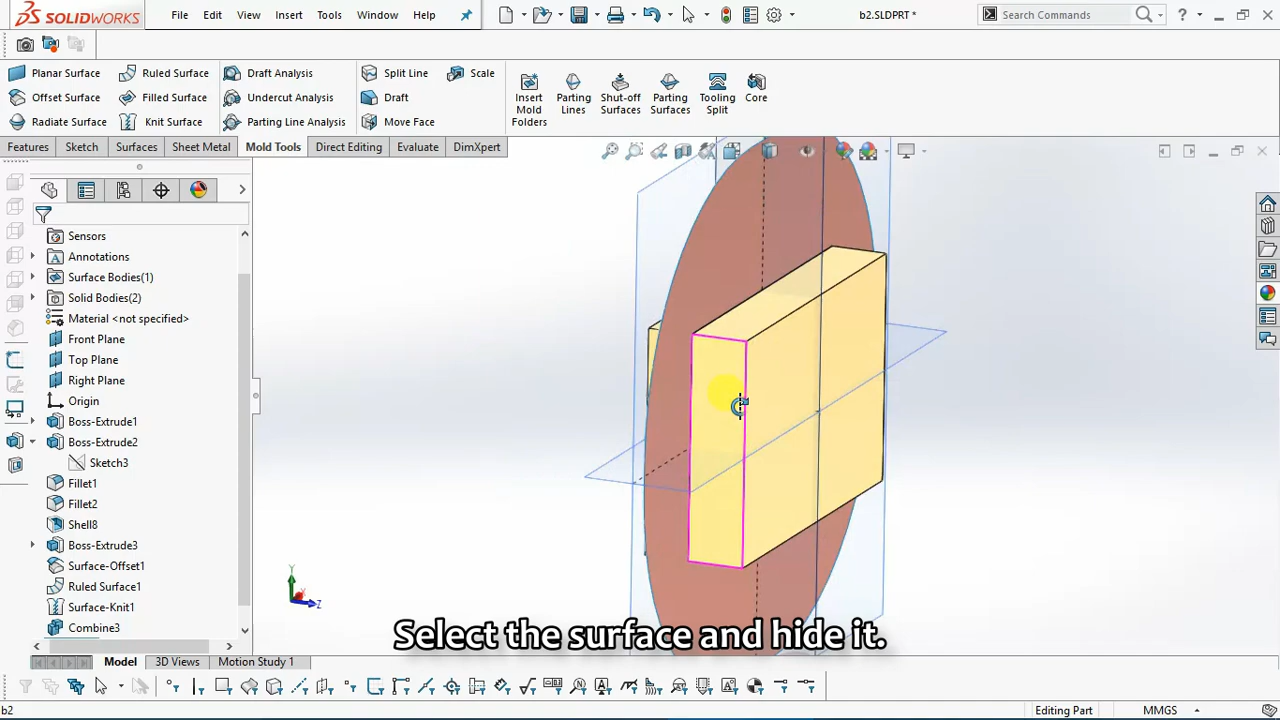 SOLIDWORKS File Edit View Insert Tools Window Help b2.SLDPRT * Search Commands ?
Planar Surface Ruled Surface Draft Analysis Split Line Scale
Offset Surface Filled Surface Undercut Analysis Draft
Radiate Surface Knit Surface Parting Line Analysis Move Face
Insert Mold Folders Parting Lines Shut-off Surfaces Parting Surfaces Tooling Split Core
Features Sketch Surfaces Sheet Metal Mold Tools Direct Editing Evaluate DimXpert
Sensors
Annotations
Surface Bodies(1)
Solid Bodies(2)
Material <not specified>
Front Plane
Top Plane
Right Plane
Origin
Boss-Extrude1
Boss-Extrude2
Sketch3
Fillet1
Fillet2
Shell8
Boss-Extrude3
Surface-Offset1
Ruled Surface1
Surface-Knit1
Combine3
Y
X
Z
Select the surface and hide it.
Model 3D Views Motion Study 1
b2 Editing Part MMGS